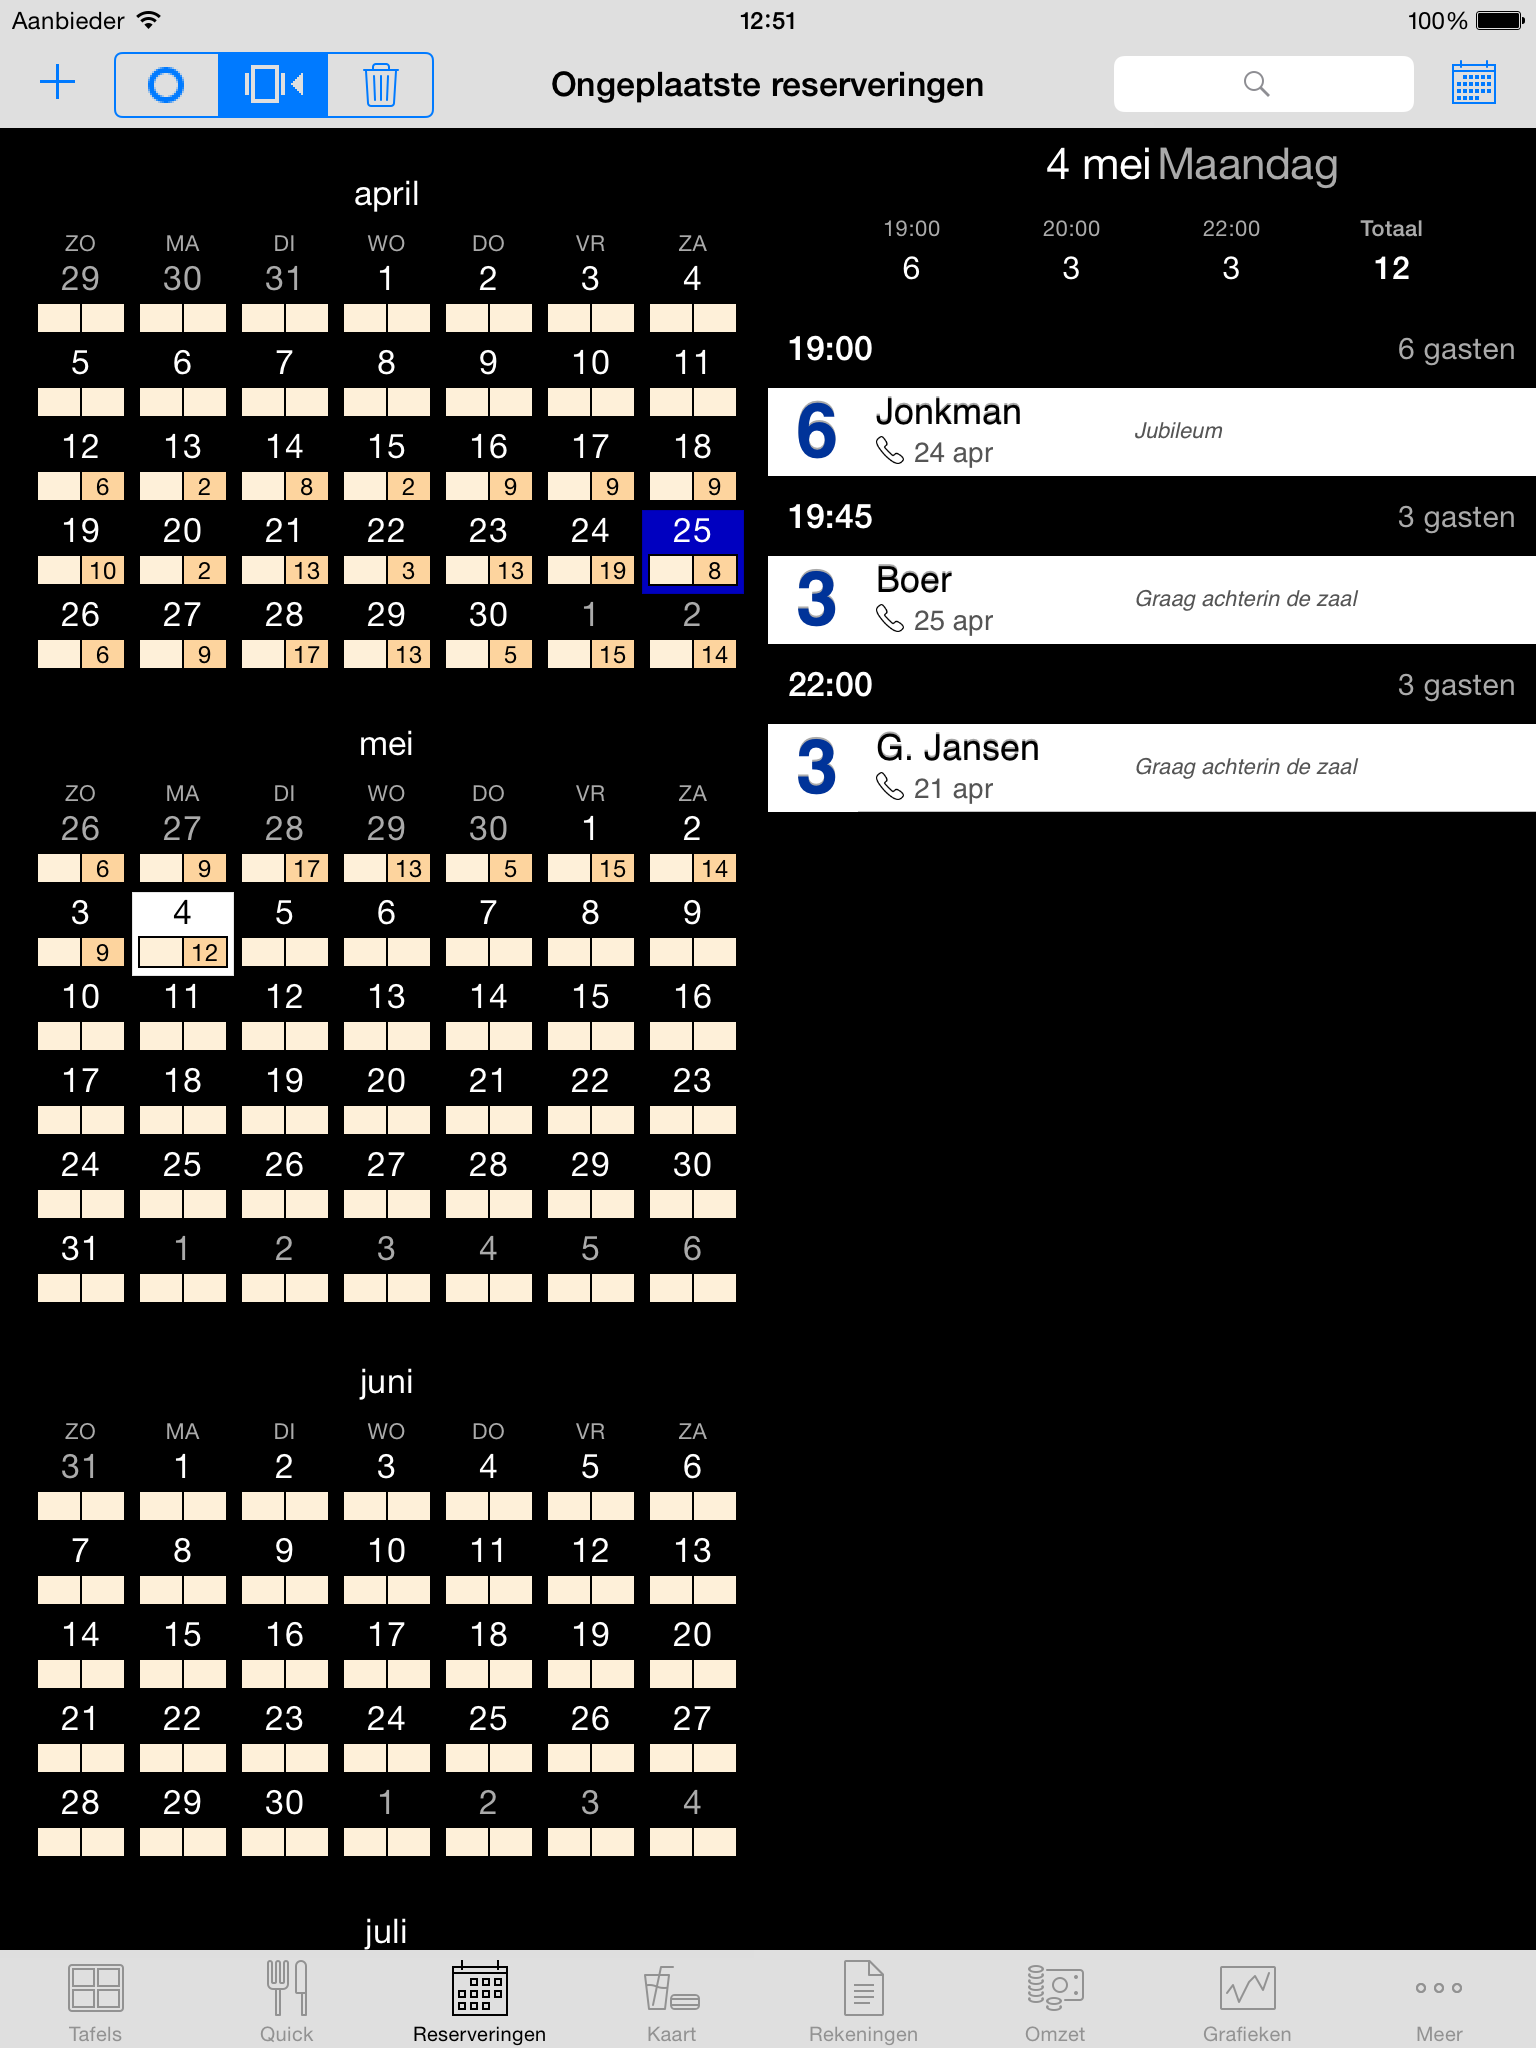 Aanbieder 12:51 100%
Ongeplaatste reserveringen
april
ZO MA DI WO DO VR ZA
29 30 31 1 2 3 4
5 6 7 8 9 10 11
12 13 14 15 16 17 18
6 2 8 2 9 9 9
19 20 21 22 23 24 25
10 2 13 3 13 19 8
26 27 28 29 30 1 2
6 9 17 13 5 15 14
mei
ZO MA DI WO DO VR ZA
26 27 28 29 30 1 2
6 9 17 13 5 15 14
3 4 5 6 7 8 9
9 12
10 11 12 13 14 15 16
17 18 19 20 21 22 23
24 25 26 27 28 29 30
31 1 2 3 4 5 6
juni
ZO MA DI WO DO VR ZA
31 1 2 3 4 5 6
7 8 9 10 11 12 13
14 15 16 17 18 19 20
21 22 23 24 25 26 27
28 29 30 1 2 3 4
juli
4 mei Maandag
19:00 20:00 22:00 Totaal
6 3 3 12
19:00 6 gasten
6 Jonkman Jubileum
24 apr
19:45 3 gasten
3 Boer Graag achterin de zaal
25 apr
22:00 3 gasten
3 G. Jansen Graag achterin de zaal
21 apr
Tafels Quick Reserveringen Kaart Rekeningen Omzet Grafieken Meer